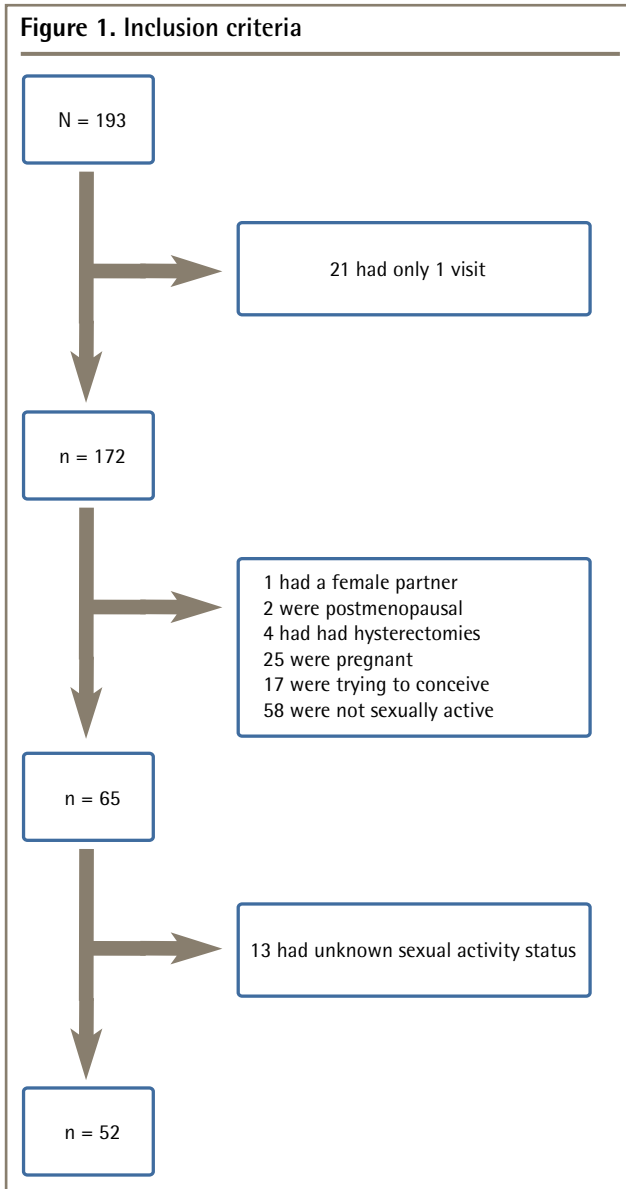 Figure 1. Inclusion criteria
N = 193
21 had only 1 visit
n = 172
1 had a female partner
2 were postmenopausal
4 had had hysterectomies
25 were pregnant
17 were trying to conceive
58 were not sexually active
n = 65
13 had unknown sexual activity status
n = 52